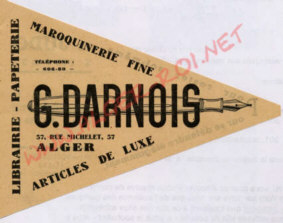 LIBRAIRIE - PAPETERIE
MAROQUINERIE FINE
TÉLÉPHONE :
G. DARNOIS
57, RUE MICHELET, 57
ALGER
ARTICLES DE LUXE